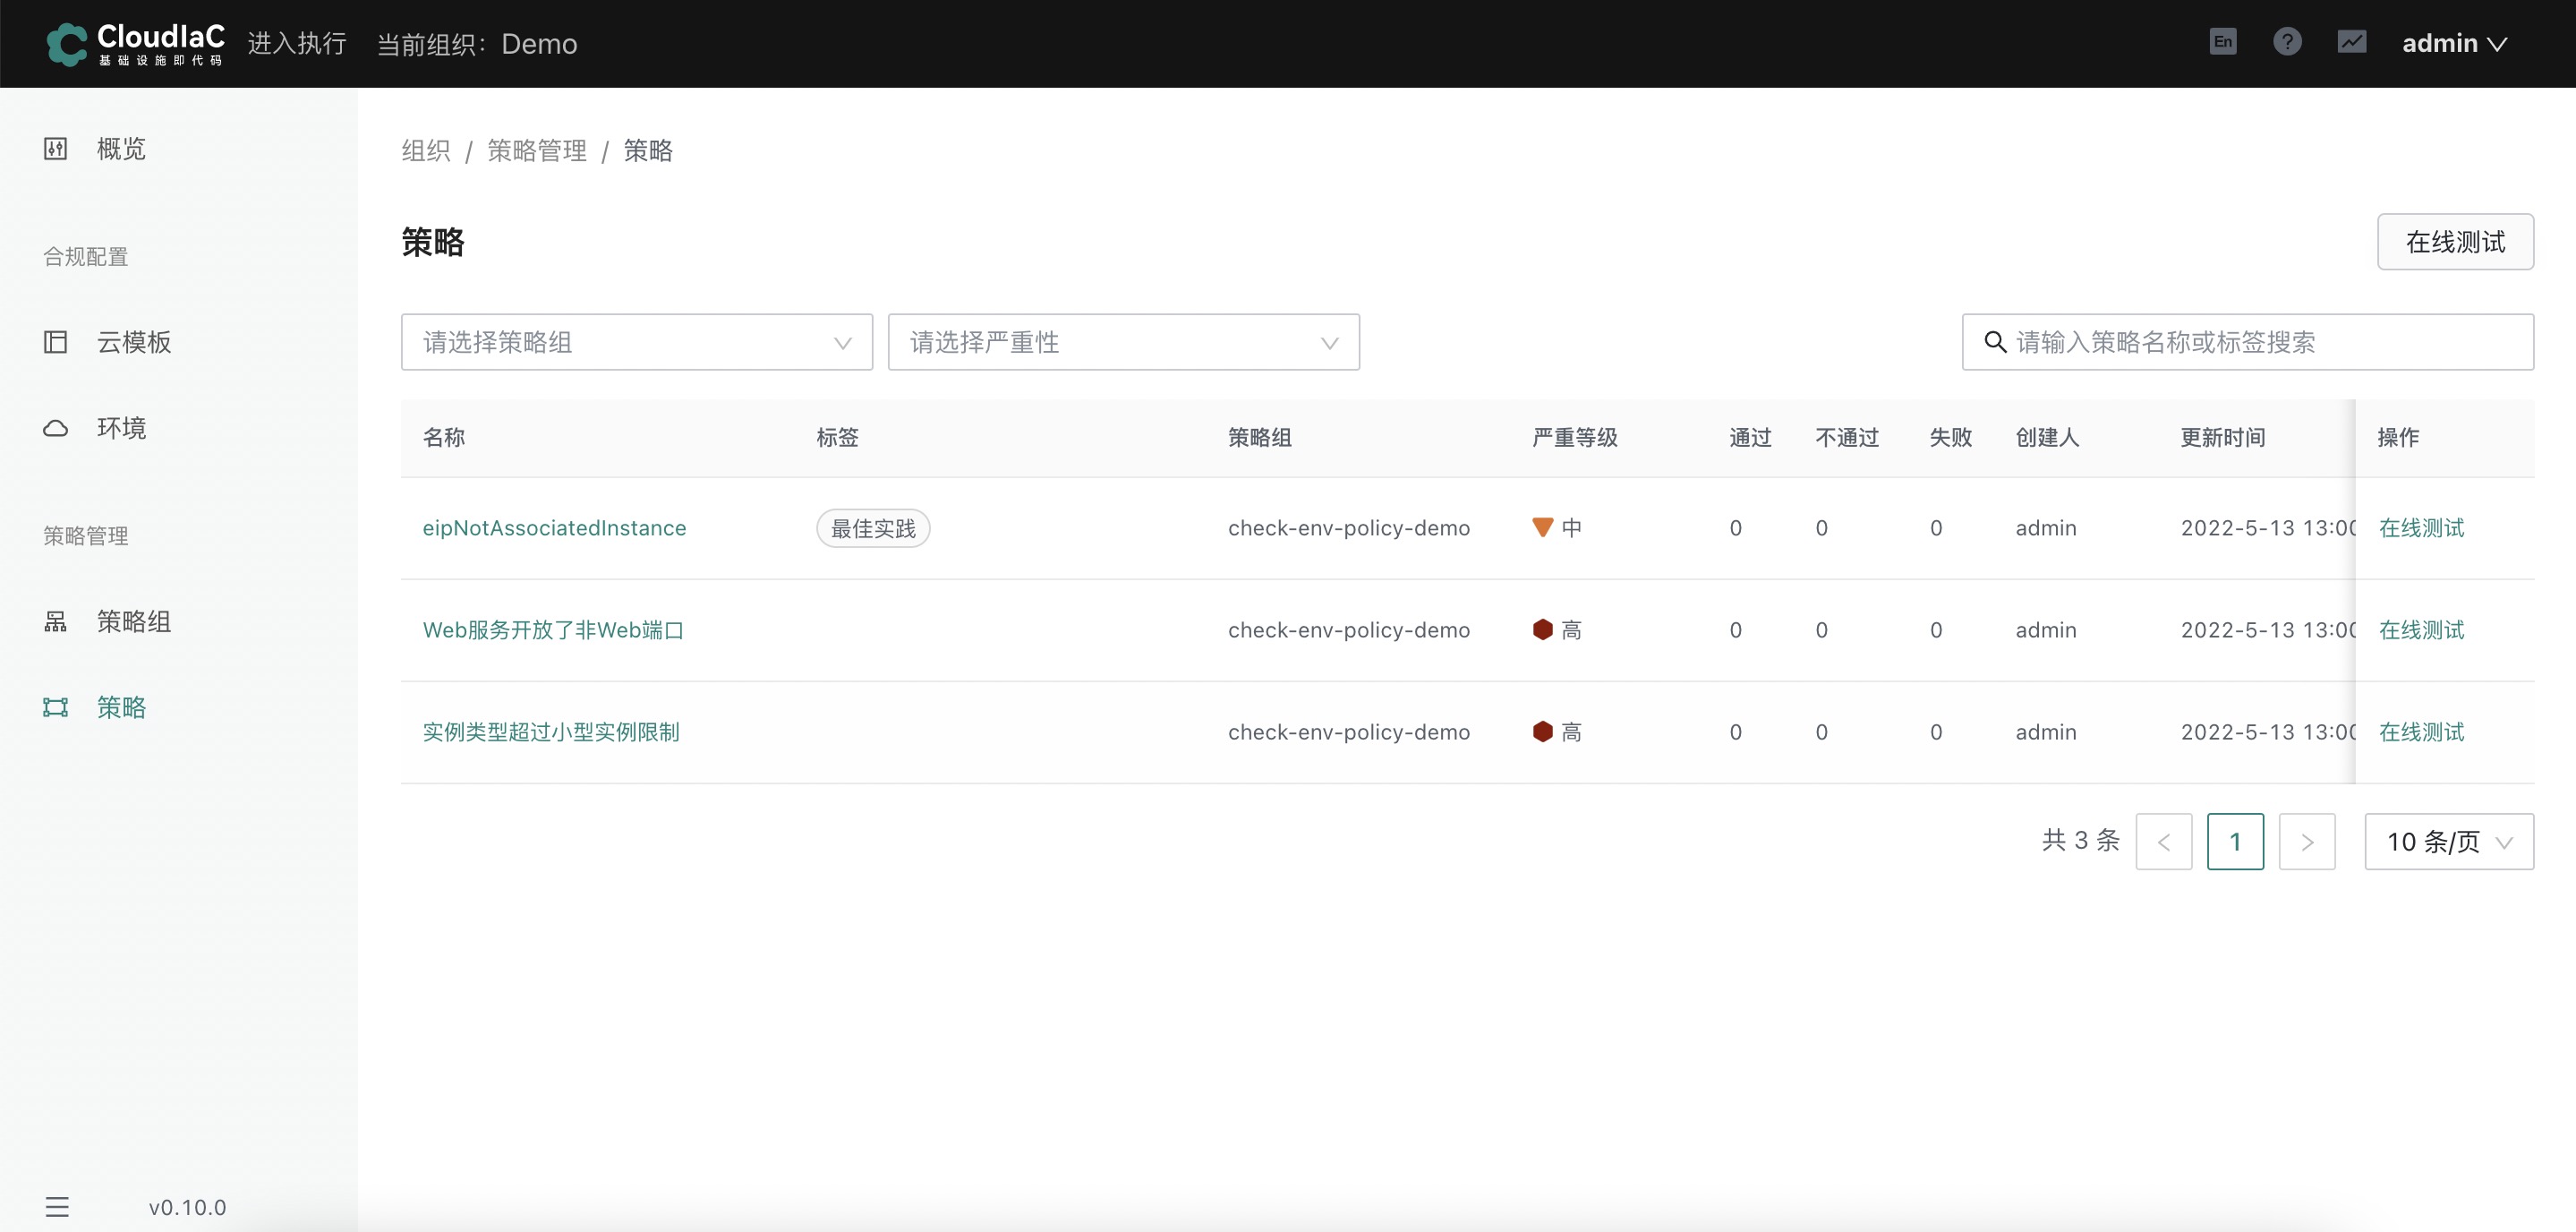 CloudIaC
基础设施即代码
进入执行 当前组织：Demo
En ? admin
概览
合规配置
云模板
环境
策略管理
策略组
策略
v0.10.0
组织 / 策略管理 / 策略
策略
在线测试
请选择策略组 请选择严重性 请输入策略名称或标签搜索
名称 标签 策略组 严重等级 通过 不通过 失败 创建人 更新时间 操作
eipNotAssociatedInstance 最佳实践 check-env-policy-demo 中 0 0 0 admin 2022-5-13 13:00 在线测试
Web服务开放了非Web端口 check-env-policy-demo 高 0 0 0 admin 2022-5-13 13:00 在线测试
实例类型超过小型实例限制 check-env-policy-demo 高 0 0 0 admin 2022-5-13 13:00 在线测试
共 3 条 < 1 > 10 条/页